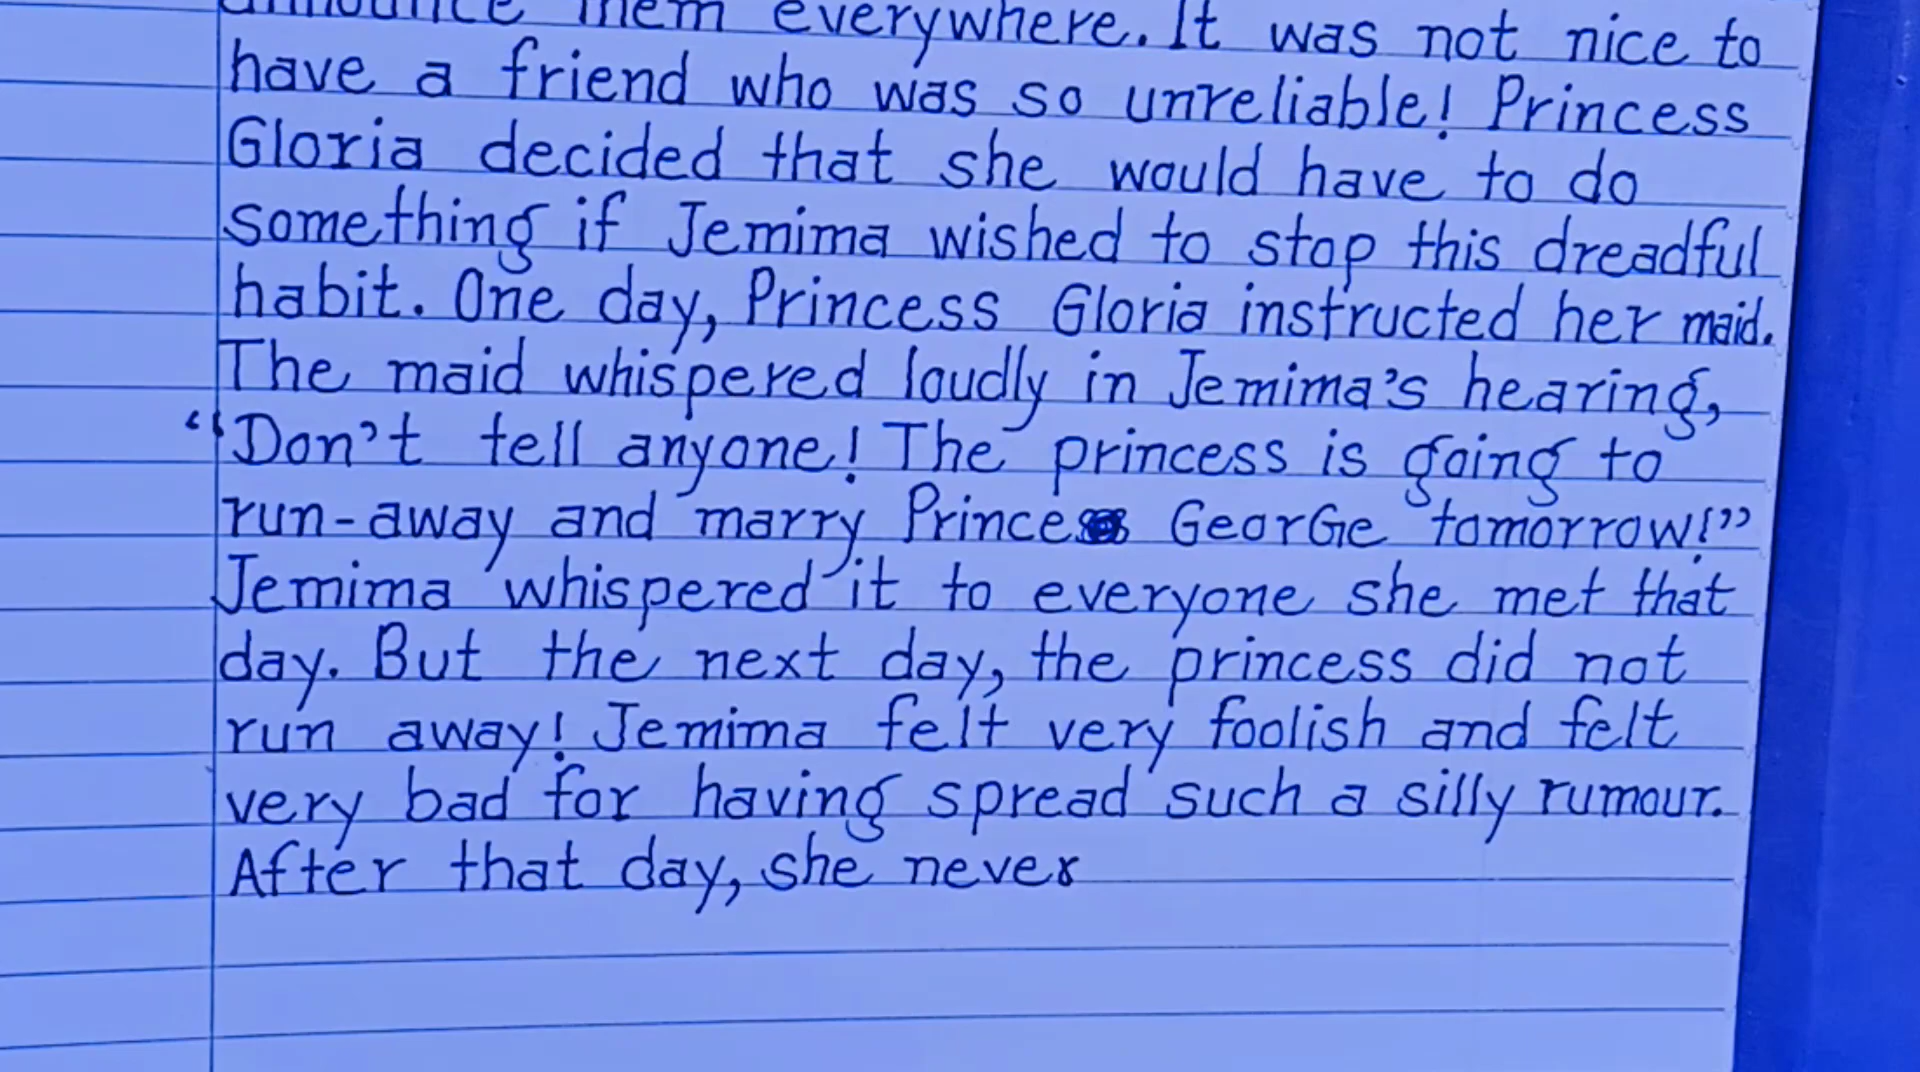 announce them everywhere. It was not nice to
have a friend who was so unreliable! Princess
Gloria decided that she would have to do
something if Jemima wished to stop this dreadful
habit. One day, Princess Gloria instructed her maid.
The maid whispered loudly in Jemima's hearing,
"Don't tell anyone! The princess is going to
run-away and marry Prince GeorGe tomorrow!"
Jemima whispered it to everyone she met that
day. But the next day, the princess did not
run away! Jemima felt very foolish and felt
very bad for having spread such a silly rumour.
After that day, she never